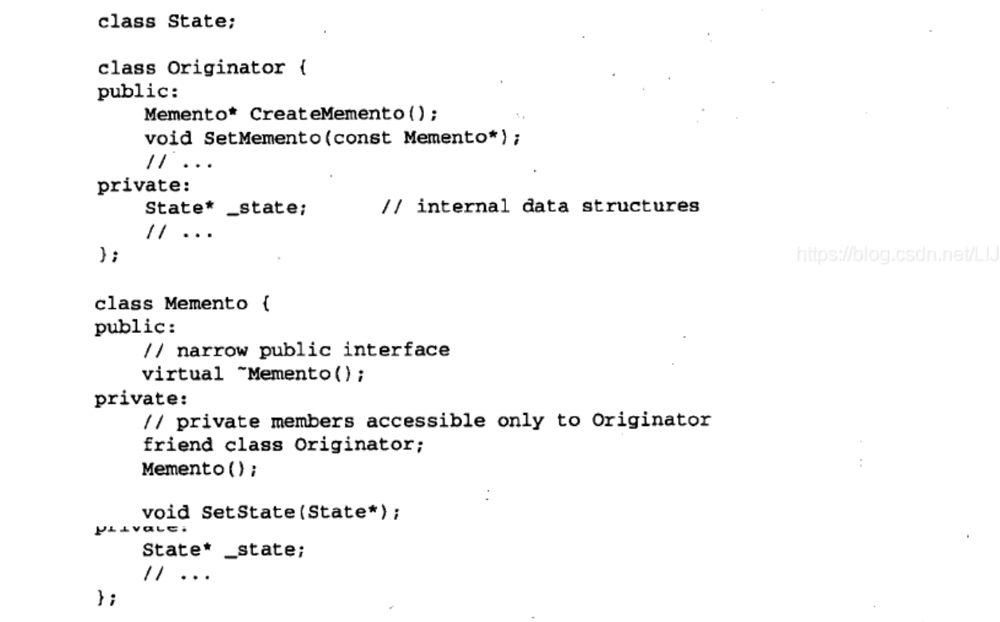 class State;
class Originator {
public:
Memento* CreateMemento();
void SetMemento(const Memento*);
// ...
private:
State* _state; // internal data structures
// ...
};
https://blog.csdn.net/LIJ
class Memento {
public:
// narrow public interface
virtual ~Memento();
private:
// private members accessible only to Originator
friend class Originator;
Memento();
void SetState(State*);
private:
State* _state;
// ...
};